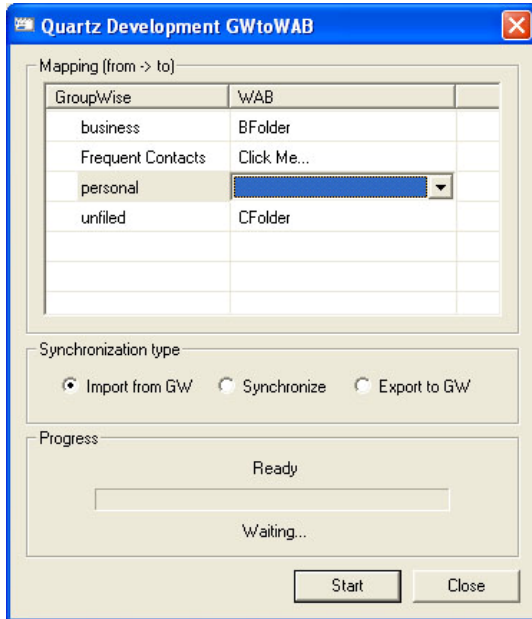 Quartz Development GWtoWAB
Mapping (from -> to)
GroupWise WAB
business BFolder
Frequent Contacts Click Me...
personal
unfiled CFolder
Synchronization type
Import from GW Synchronize Export to GW
Progress
Ready
Waiting...
Start Close